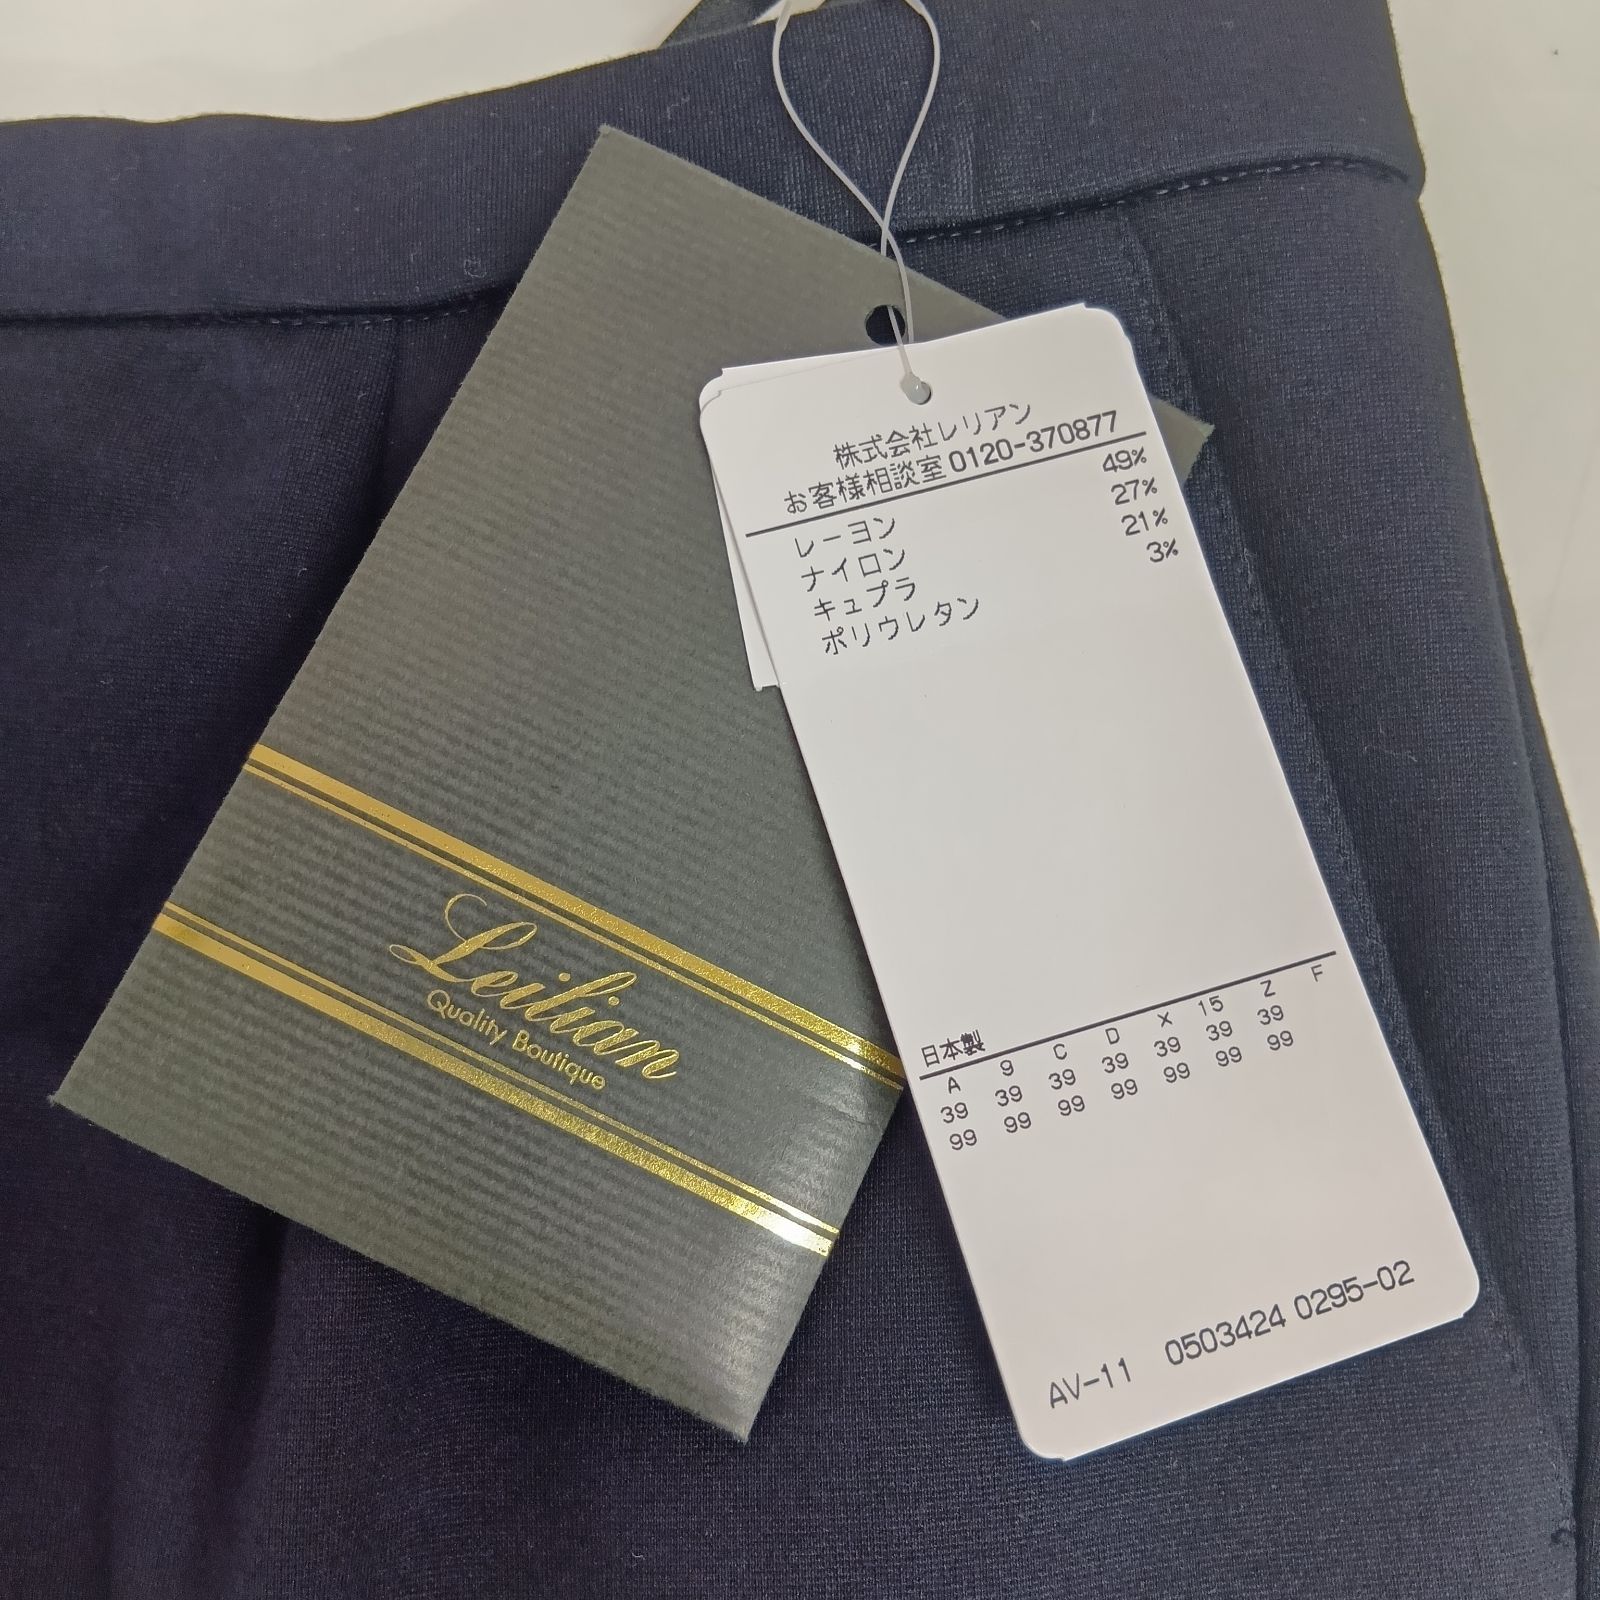 Leilian
Quality Boutique
株式会社レリアン
お客様相談室 0120-370877
レーヨン 49%
ナイロン 27%
キュプラ 21%
ポリウレタン 3%
日本製
A 9 C D X 15 Z F
39 39 39 39 39 39 39
99 99 99 99 99 99 99
AV-11 0503424 0295-02